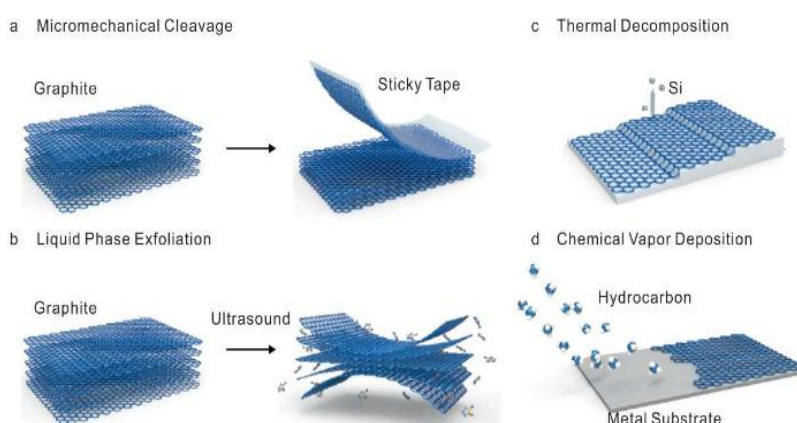 a Micromechanical Cleavage
Graphite
Sticky Tape
b Liquid Phase Exfoliation
Graphite
Ultrasound
c Thermal Decomposition
Si
d Chemical Vapor Deposition
Hydrocarbon
Metal Substrate